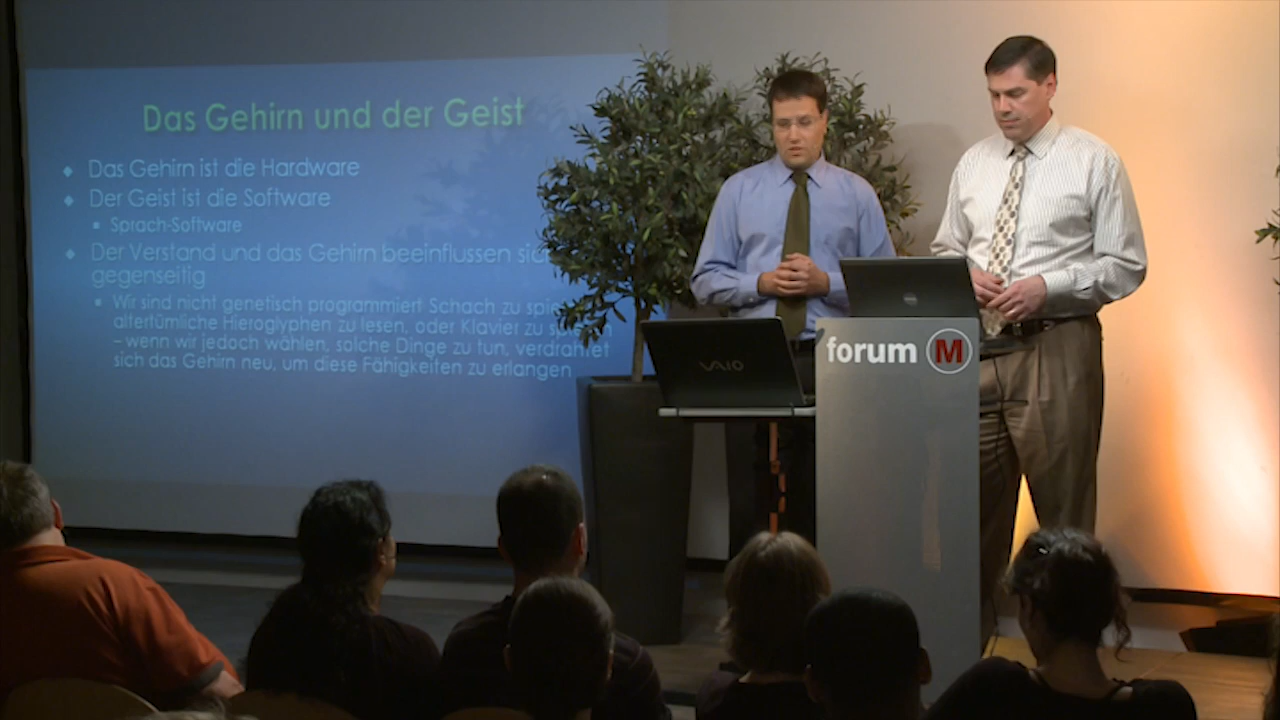 Das Gehirn und der Geist
Das Gehirn ist die Hardware
Der Geist ist die Software
Sprach-Software
Der Verstand und das Gehirn beeinflussen
gegenseitig
Wir sind nicht genetisch programmiert Schach zu
altertümliche Hieroglyphen zu lesen, oder Klavier zu
– wenn wir jedoch wählen, solche Dinge zu tun, verdrahtet
sich das Gehirn neu, um diese Fähigkeiten zu erlangen
VAIO
forum M